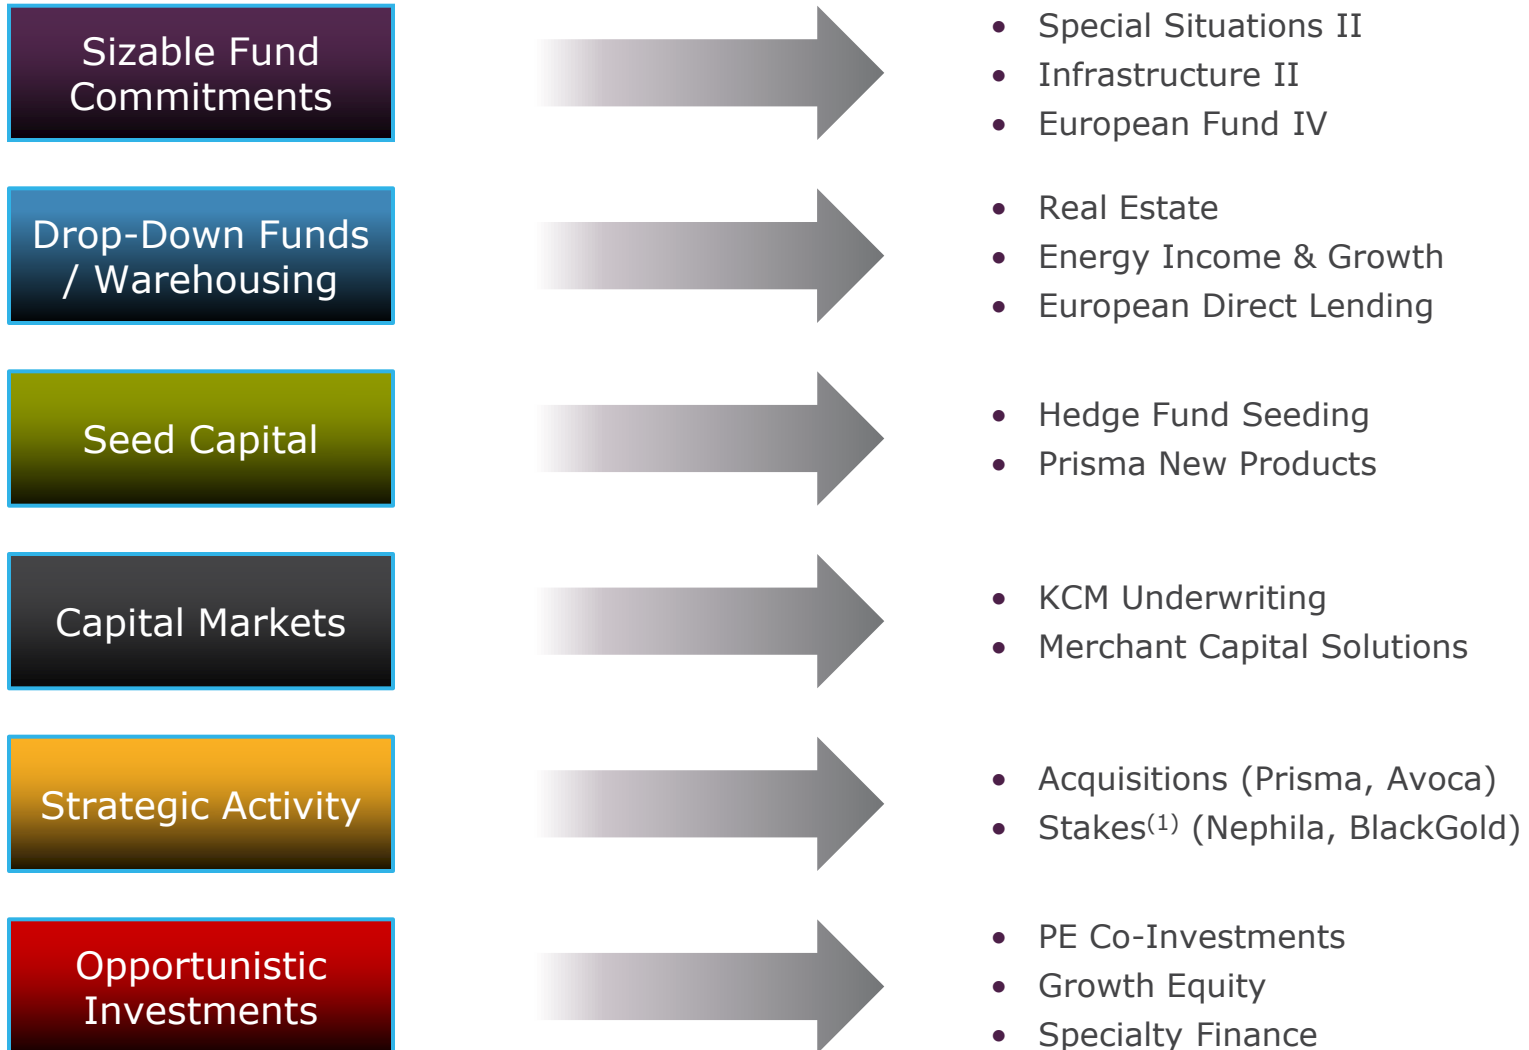 Sizable Fund
Commitments
• Special Situations II
• Infrastructure II
• European Fund IV
Drop-Down Funds
/ Warehousing
• Real Estate
• Energy Income & Growth
• European Direct Lending
Seed Capital
• Hedge Fund Seeding
• Prisma New Products
Capital Markets
• KCM Underwriting
• Merchant Capital Solutions
Strategic Activity
• Acquisitions (Prisma, Avoca)
• Stakes(1) (Nephila, BlackGold)
Opportunistic
Investments
• PE Co-Investments
• Growth Equity
• Specialty Finance